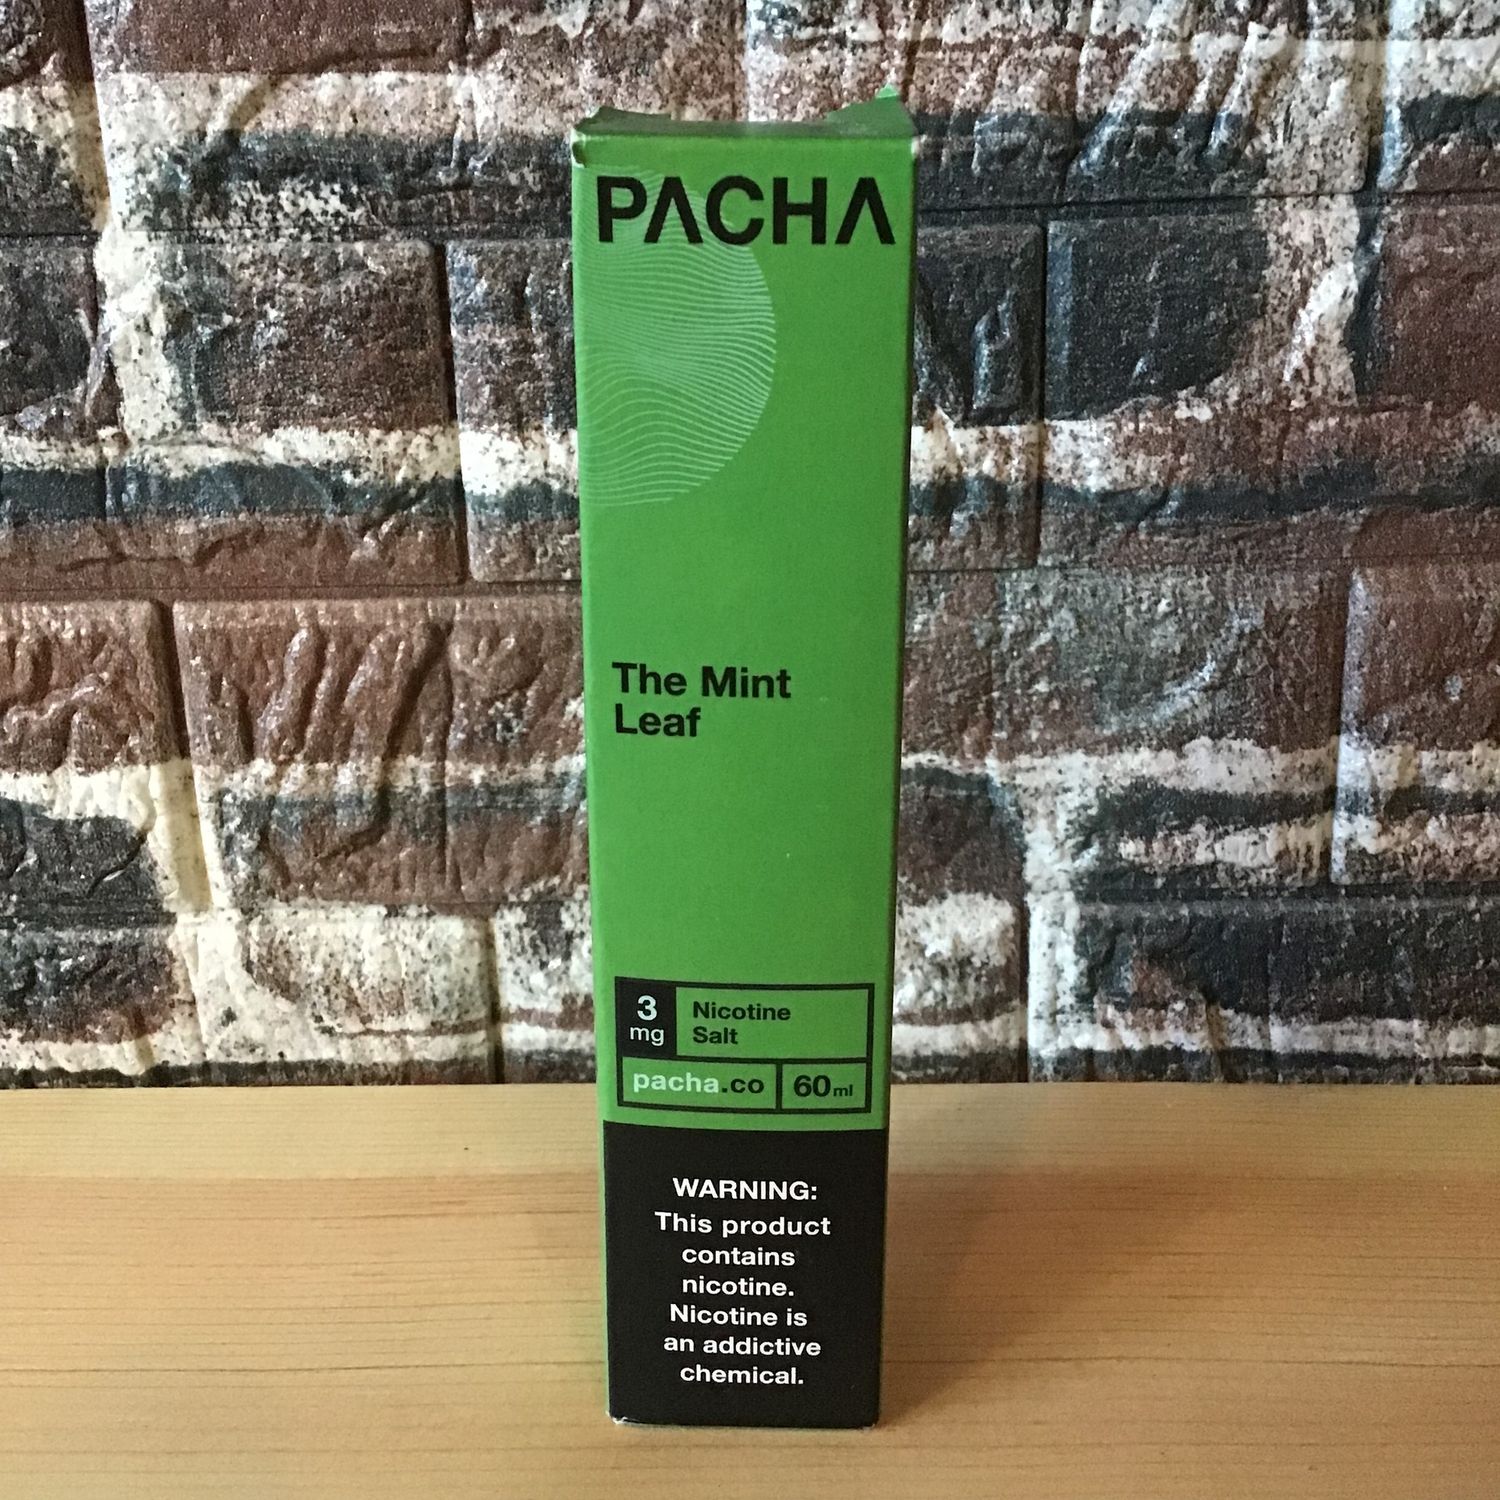 PACHA
The Mint
Leaf
3
mg
Nicotine
Salt
pacha.co
60ml
WARNING:
This product
contains
nicotine.
Nicotine is
an addictive
chemical.